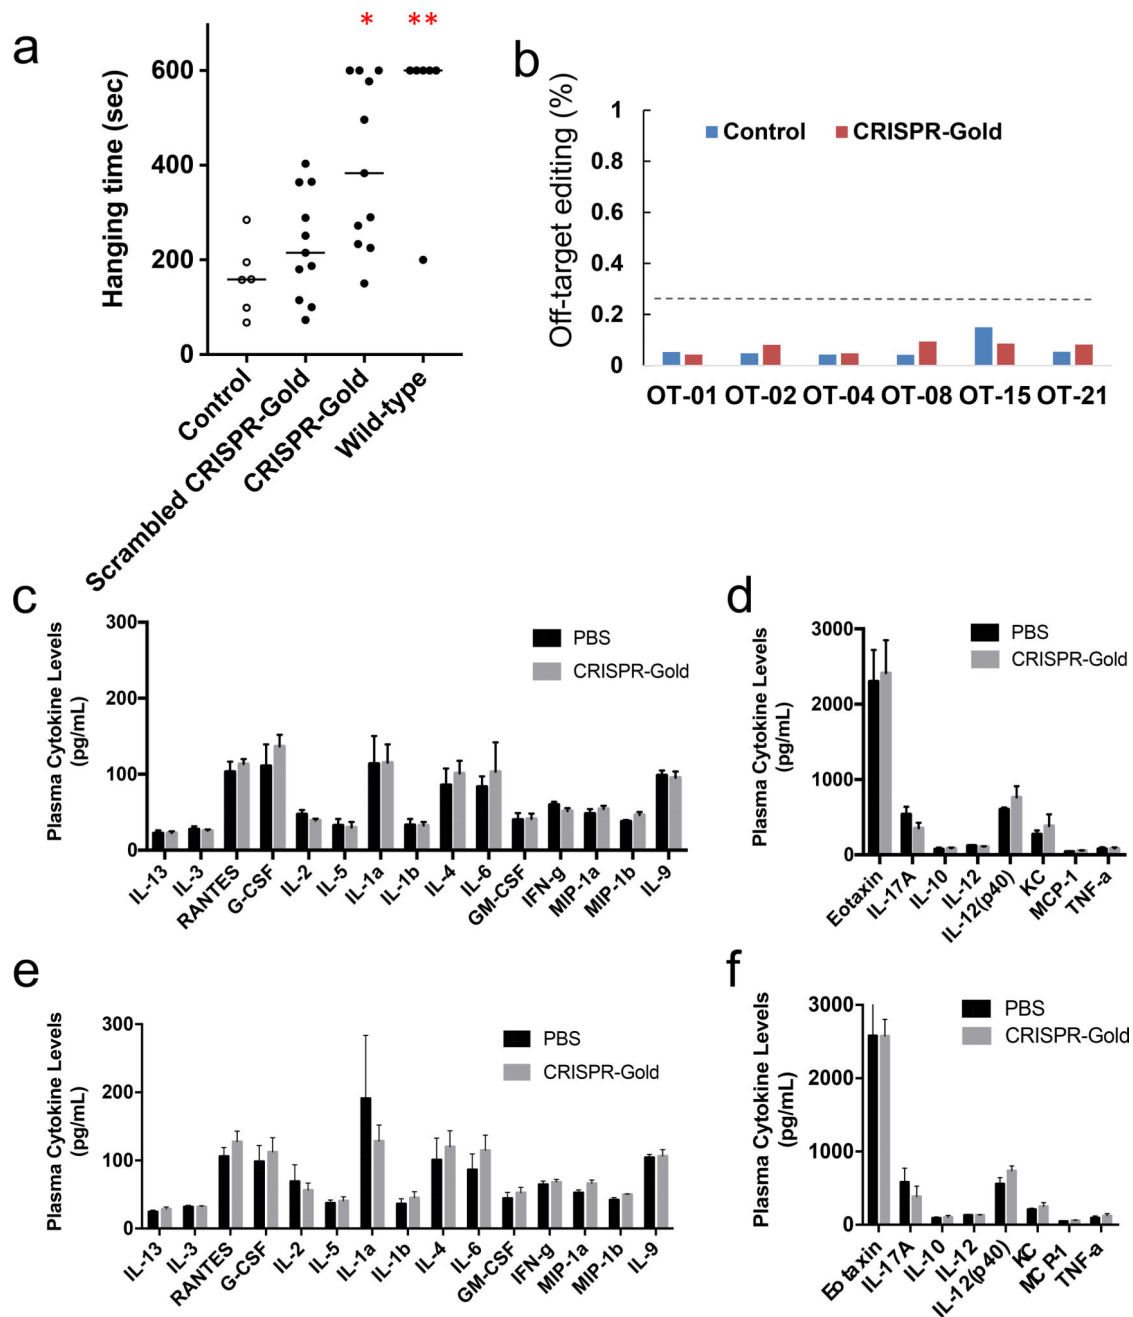 a
* **
Hanging time (sec)
600
400
200
0
Control
Scrambled CRISPR-Gold
CRISPR-Gold
Wild-type
b
Off-target editing (%)
1
0.8
0.6
0.4
0.2
0
Control CRISPR-Gold
OT-01 OT-02 OT-04 OT-08 OT-15 OT-21
c
Plasma Cytokine Levels
(pg/mL)
300
200
100
0
PBS
CRISPR-Gold
IL-13
IL-3
RANTES
G-CSF
IL-2
IL-5
IL-1a
IL-1b
IL-4
IL-6
GM-CSF
IFN-g
MIP-1a
MIP-1b
IL-9
d
Plasma Cytokine Levels
(pg/mL)
3000
2000
1000
0
PBS
CRISPR-Gold
Eotaxin
IL-17A
IL-10
IL-12
IL-12(p40)
KC
MCP-1
TNF-a
e
Plasma Cytokine Levels
(pg/mL)
300
200
100
0
PBS
CRISPR-Gold
IL-13
IL-3
RANTES
G-CSF
IL-2
IL-5
IL-1a
IL-1b
IL-4
IL-6
GM-CSF
IFN-g
MIP-1a
MIP-1b
IL-9
f
Plasma Cytokine Levels
(pg/mL)
3000
2000
1000
0
PBS
CRISPR-Gold
Eotaxin
IL-17A
IL-10
IL-12
IL-12(p40)
KC
MCP-1
TNF-a